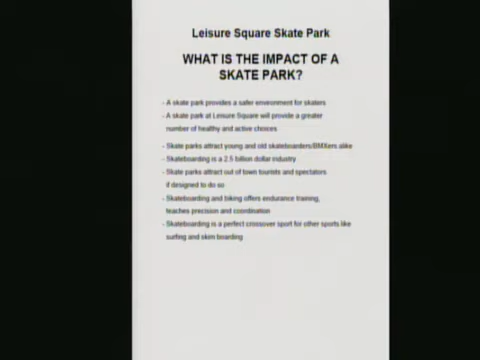 Leisure Square Skate Park
WHAT IS THE IMPACT OF A
SKATE PARK?
- A skate park provides a safer environment for skaters
- A skate park at Leisure Square will provide a greater
number of healthy and active choices
- Skate parks attract young and old skateboarders/BMXers alike
- Skateboarding is a 2.5 billion dollar industry
- Skate parks attract out of town tourists and spectators
if designed to do so
- Skateboarding and biking offers endurance training,
teaches precision and coordination
- Skateboarding is a perfect crossover sport for other sports like
surfing and skim boarding